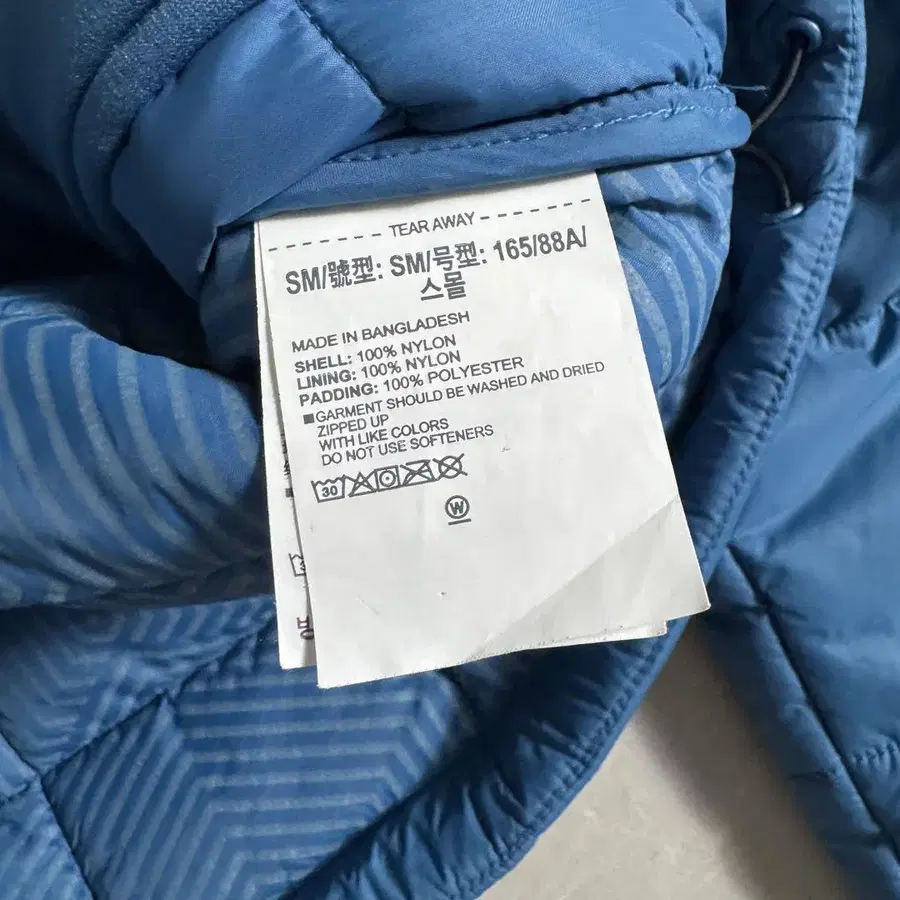 TEAR AWAY
SM/號型: SM/号型: 165/88A/
스몰
MADE IN BANGLADESH
SHELL: 100% NYLON
LINING: 100% NYLON
PADDING: 100% POLYESTER
■GARMENT SHOULD BE WASHED AND DRIED
ZIPPED UP
WITH LIKE COLORS
DO NOT USE SOFTENERS
30
W